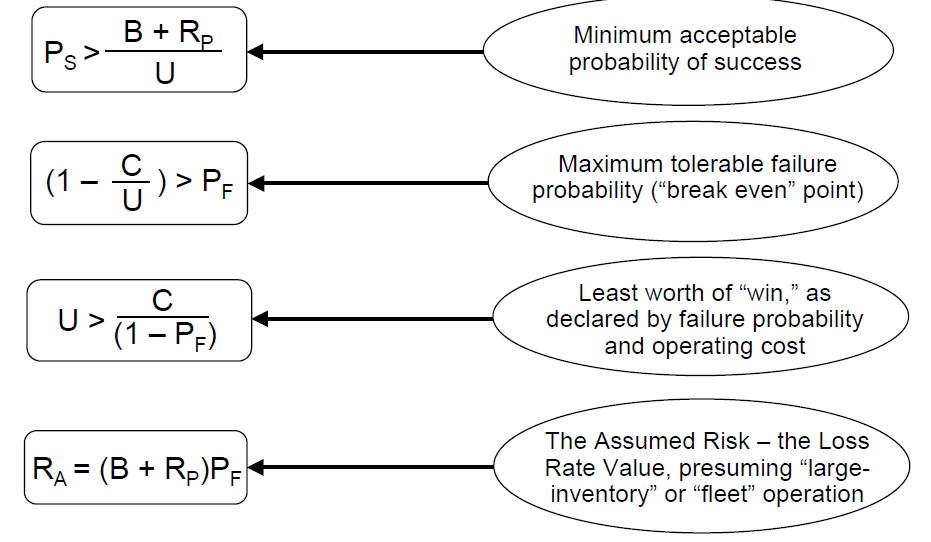 P_S > (B + R_P) / U
Minimum acceptable
probability of success
(1 – C / U) > P_F
Maximum tolerable failure
probability (“break even” point)
U > C / (1 – P_F)
Least worth of “win,” as
declared by failure probability
and operating cost
R_A = (B + R_P)P_F
The Assumed Risk – the Loss
Rate Value, presuming “large-
inventory” or “fleet” operation